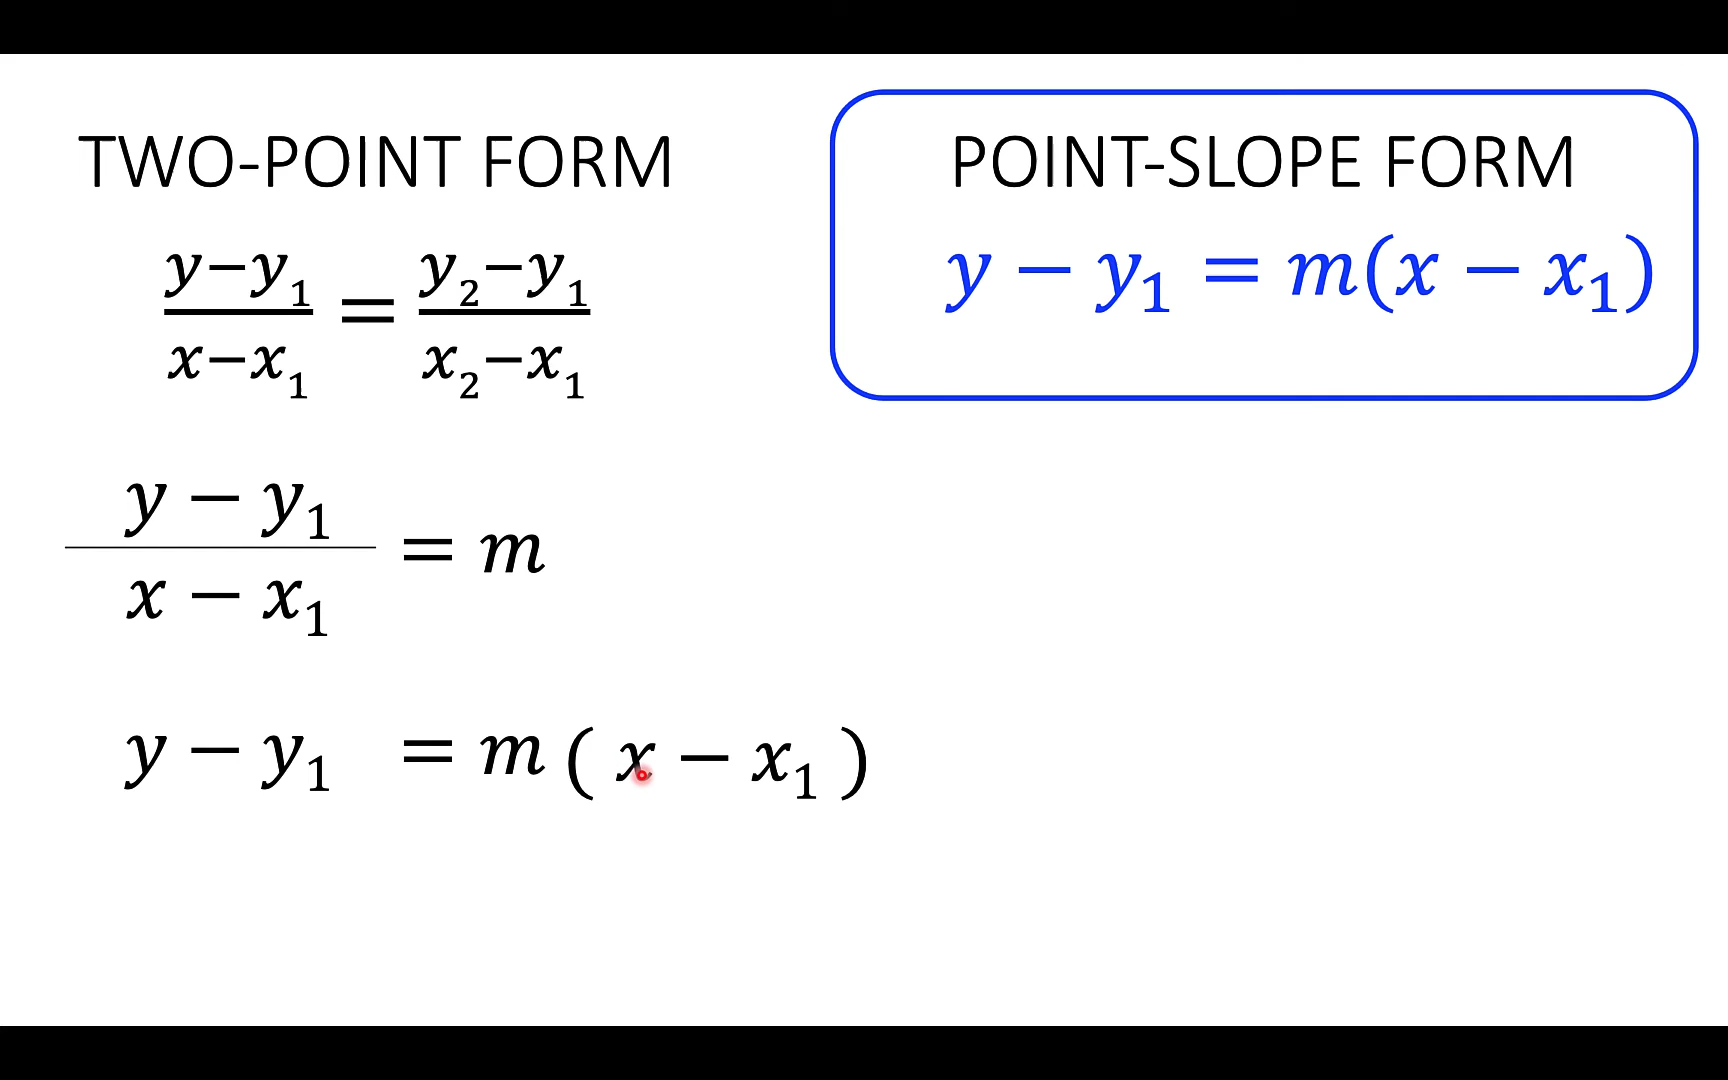 TWO-POINT FORM
y−y₁/x−x₁ = y₂−y₁/x₂−x₁
y − y₁/x − x₁ = m
y − y₁ = m ( x − x₁ )
POINT-SLOPE FORM
y − y₁ = m(x − x₁)